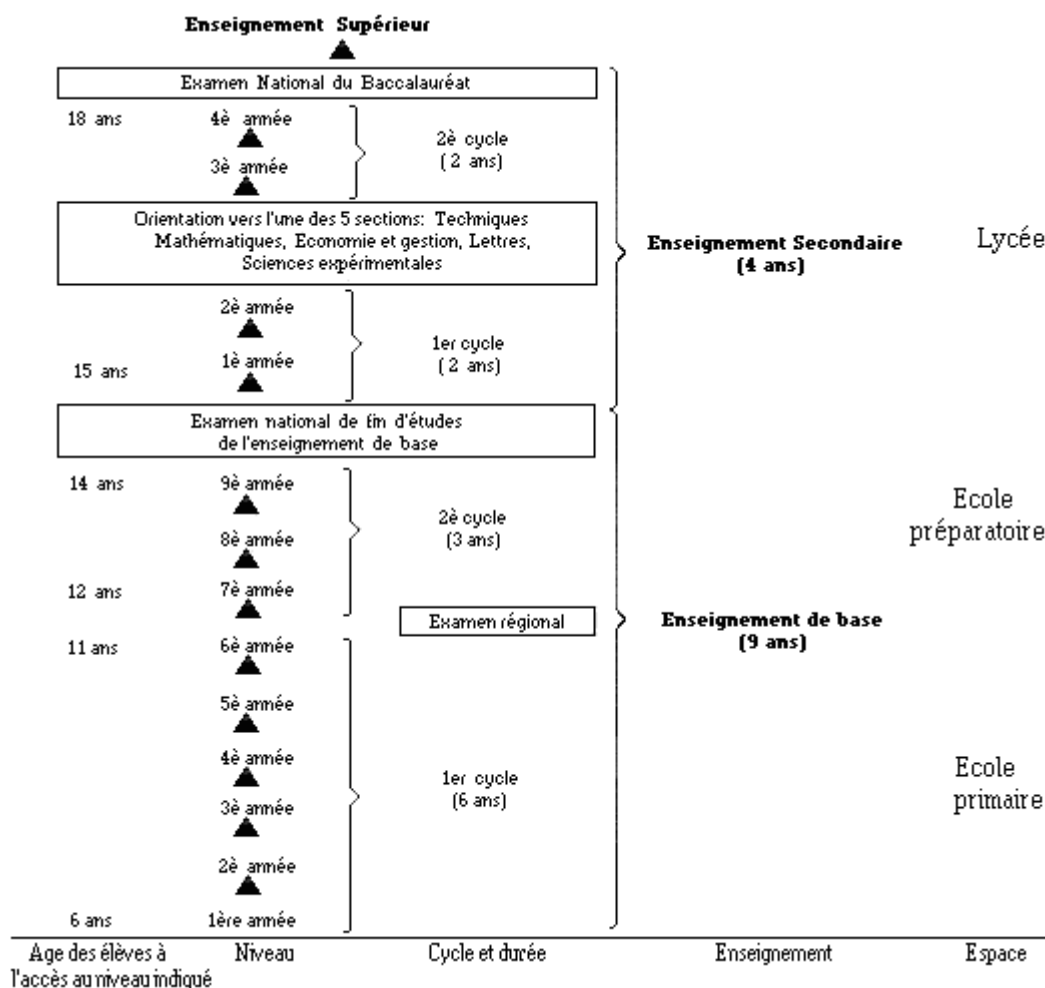 Enseignement Supérieur
Examen National du Baccalauréat
18 ans
4è année
3è année
2è cycle
(2 ans)
Orientation vers l'une des 5 sections: Techniques
Mathématiques, Economie et gestion, Lettres,
Sciences expérimentales
Enseignement Secondaire
(4 ans)
Lycée
2è année
1è année
15 ans
1er cycle
(2 ans)
Examen national de fin d'études
de l'enseignement de base
14 ans
9è année
8è année
12 ans
7è année
2è cycle
(3 ans)
Ecole
préparatoire
Examen régional
Enseignement de base
(9 ans)
11 ans
6è année
5è année
4è année
3è année
2è année
6 ans
1ère année
1er cycle
(6 ans)
Ecole
primaire
Age des élèves à
l'accès au niveau indiqué
Niveau
Cycle et durée
Enseignement
Espace